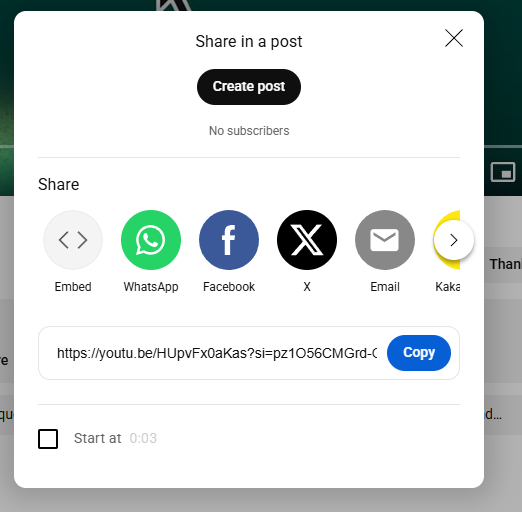 Share in a post
Create post
No subscribers
Share
Embed
WhatsApp
Facebook
X
Email
Kaka
https://youtu.be/HUpvFx0aKas?si=pz1O56CMGrd-
Copy
Start at 0:03
Than
re
qu
d...